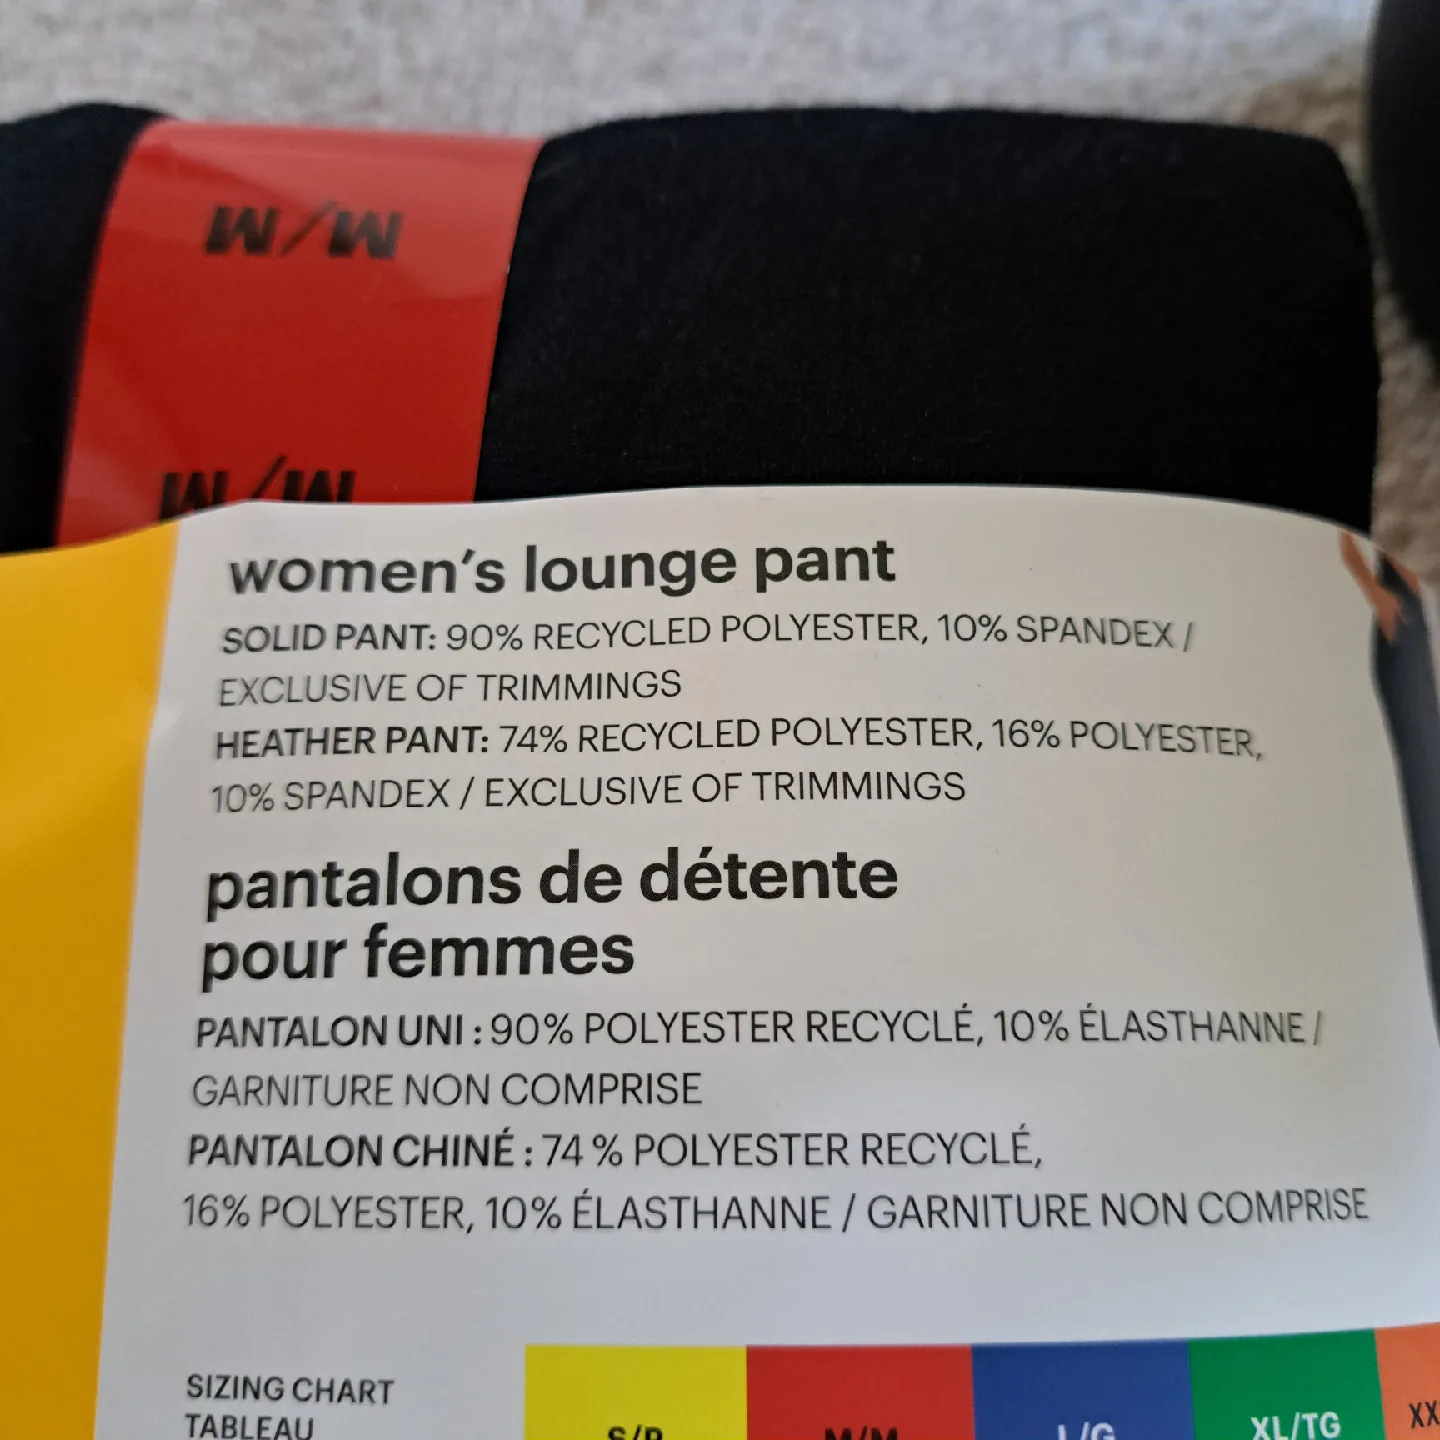 M/M
M/M
women's lounge pant
SOLID PANT: 90% RECYCLED POLYESTER, 10% SPANDEX /
EXCLUSIVE OF TRIMMINGS
HEATHER PANT: 74% RECYCLED POLYESTER, 16% POLYESTER,
10% SPANDEX / EXCLUSIVE OF TRIMMINGS
pantalons de détente
pour femmes
PANTALON UNI : 90% POLYESTER RECYCLÉ, 10% ÉLASTHANNE /
GARNITURE NON COMPRISE
PANTALON CHINÉ : 74 % POLYESTER RECYCLÉ,
16% POLYESTER, 10% ÉLASTHANNE / GARNITURE NON COMPRISE
SIZING CHART
TABLEAU
S/P M/M L/G XL/TG XX